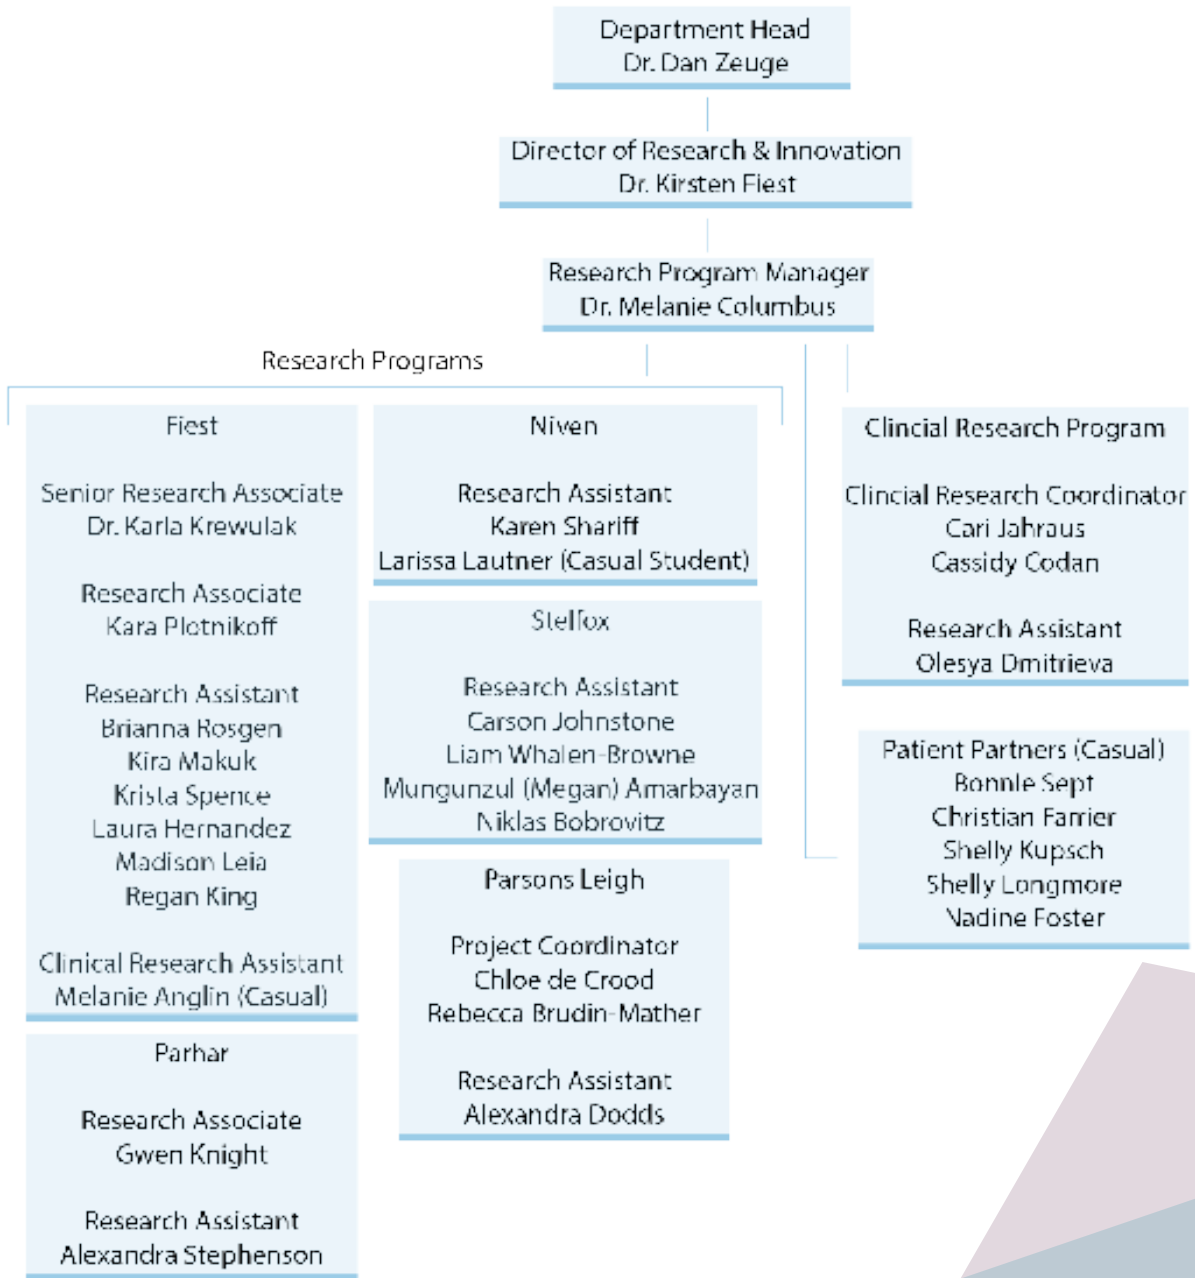 Department Head
Dr. Dan Zeuge
Director of Research & Innovation
Dr. Kirsten Fiest
Research Program Manager
Dr. Melanie Columbus
Research Programs
Fiest
Senior Research Associate
Dr. Karla Krewulak
Research Associate
Kara Plotnikoff
Research Assistant
Brianna Rosgen
Kira Makuk
Krista Spence
Laura Hernandez
Madison Leia
Regan King
Clinical Research Assistant
Melanie Anglin (Casual)
Parhar
Research Associate
Gwen Knight
Research Assistant
Alexandra Stephenson
Niven
Research Assistant
Karen Shariff
Larissa Lautner (Casual Student)
Stelfox
Research Assistant
Carson Johnstone
Liam Whalen-Browne
Mungunzul (Megan) Amarbayan
Niklas Bobrovitz
Parsons Leigh
Project Coordinator
Chloe de Grood
Rebecca Brudin-Mather
Research Assistant
Alexandra Dodds
Clincial Research Program
Clincial Research Coordinator
Cari Jahraus
Cassidy Codan
Research Assistant
Olesya Dmitrieva
Patient Partners (Casual)
Bonnie Sept
Christian Farrier
Shelly Kupsch
Shelly Longmore
Nadine Foster